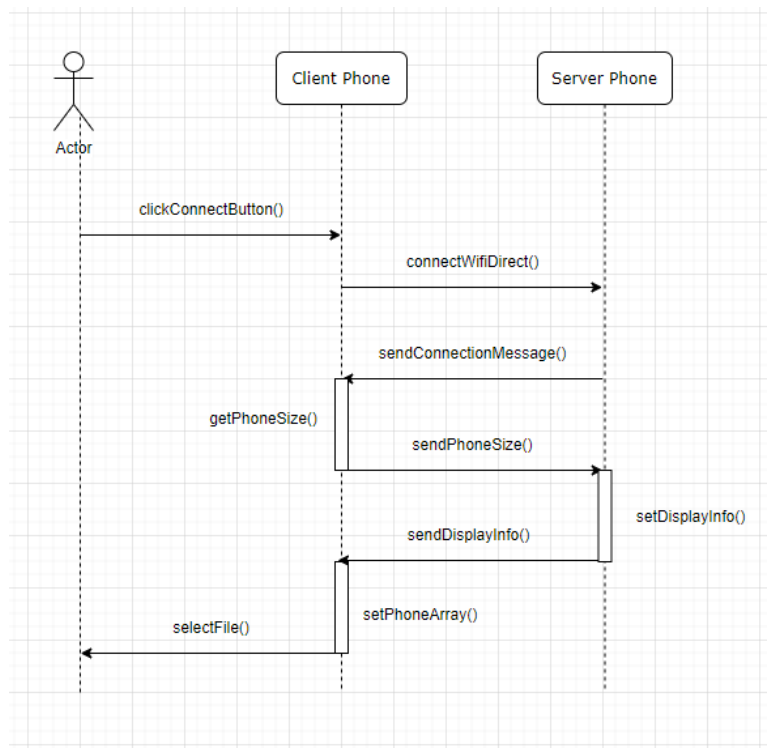 Client Phone
Server Phone
Actor
clickConnectButton()
connectWifiDirect()
sendConnectionMessage()
getPhoneSize()
sendPhoneSize()
setDisplayInfo()
sendDisplayInfo()
setPhoneArray()
selectFile()